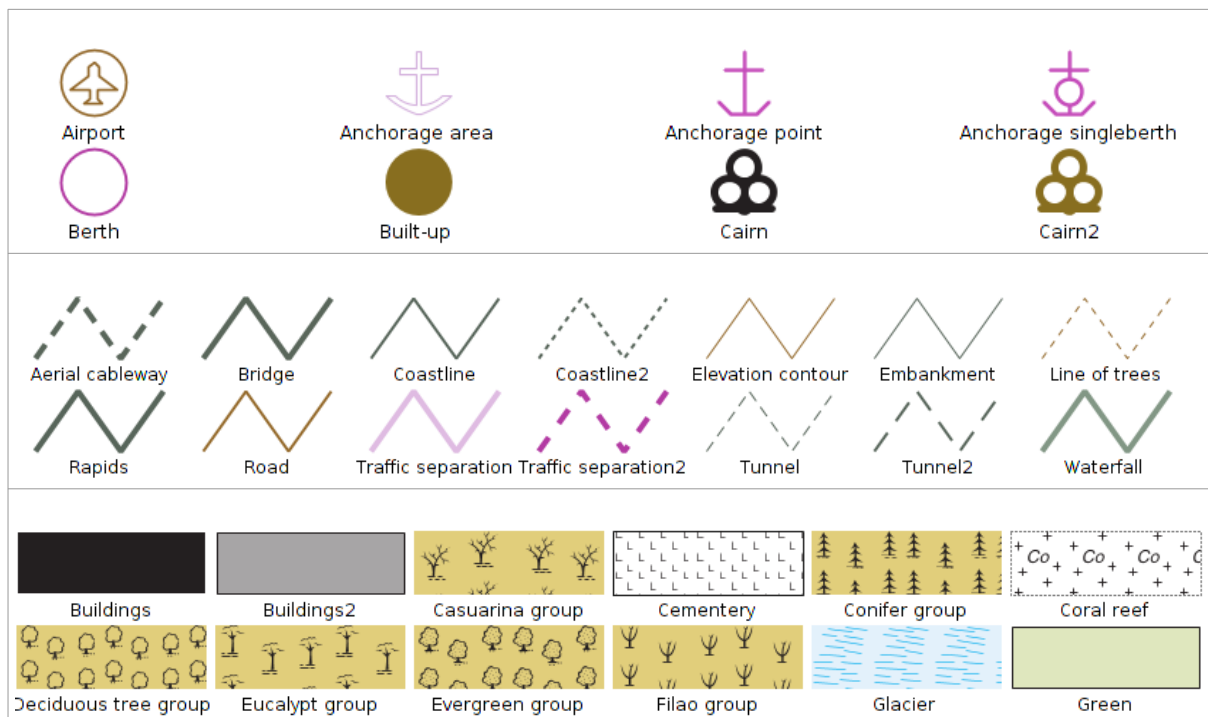 Airport
Anchorage area
Anchorage point
Anchorage singleberth
Berth
Built-up
Cairn
Cairn2
Aerial cableway
Bridge
Coastline
Coastline2
Elevation contour
Embankment
Line of trees
Rapids
Road
Traffic separation
Traffic separation2
Tunnel
Tunnel2
Waterfall
Co Co Co C
Buildings
Buildings2
Casuarina group
Cementery
Conifer group
Coral reef
Deciduous tree group
Eucalypt group
Evergreen group
Filao group
Glacier
Green